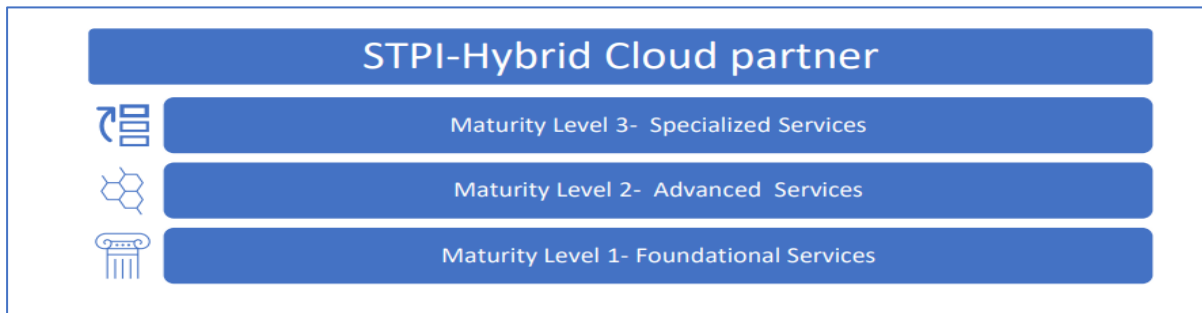 STPI-Hybrid Cloud partner
Maturity Level 3-  Specialized Services
Maturity Level 2-  Advanced  Services
Maturity Level 1- Foundational Services